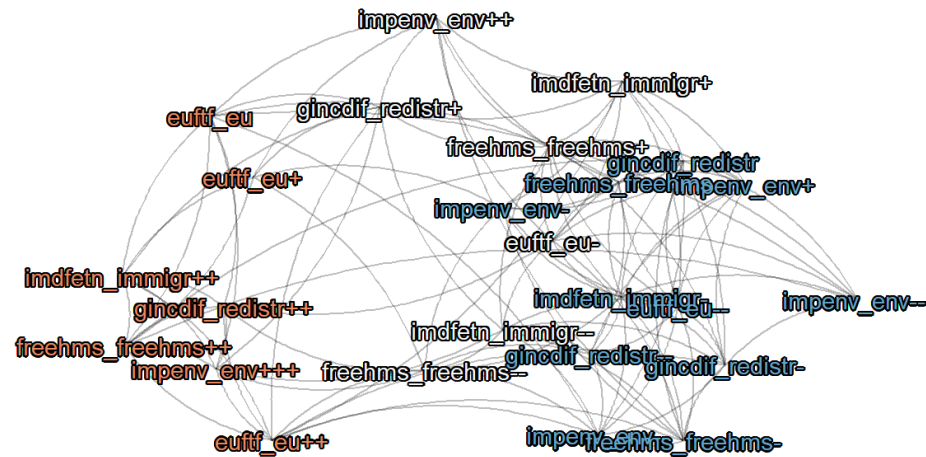 impenv_env++
imdfetn_immigr+
gincdif_redistr+
euftf_eu
freehms_freehms+
gincdif_redistr
euftf_eu+
freehms_freehms
impenv_env+
impenv_env-
euftf_eu-
imdfetn_immigr++
imdfetn_immigr-
impenv_env--
gincdif_redistr++
euftf_eu--
imdfetn_immigr--
freehms_freehms++
gincdif_redistr--
gincdif_redistr-
impenv_env+++
freehms_freehms--
euftf_eu++
impenv_env
freehms_freehms-